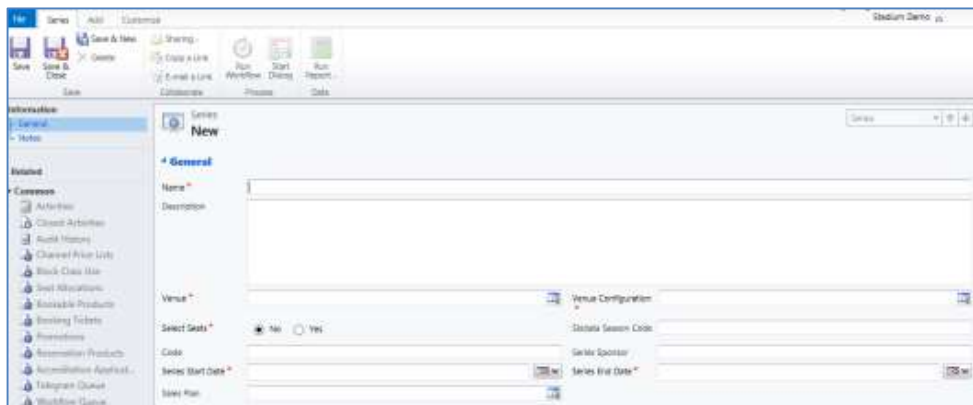 File Series Add Customize
Stadium Demo
Save
Save & Close
Save & New
Delete
Save
Sharing
Copy a Link
E-mail a Link
Collaborate
Run Workflow
Start Dialog
Process
Run Report
Data
Information
General
Notes
Related
Common
Activities
Closed Activities
Audit History
Channel Price Lists
Block Class Use
Seat Allocations
Bookable Products
Booking Tickets
Promotions
Reservation Products
Accreditation Applicat...
Telegram Queue
Workflow Queue
Series
New
Series
General
Name *
Description
Venue *
Venue Configuration *
Select Seats * No Yes
Season Code
Code
Series Sponsor
Series Start Date *
Series End Date *
Sales Plan